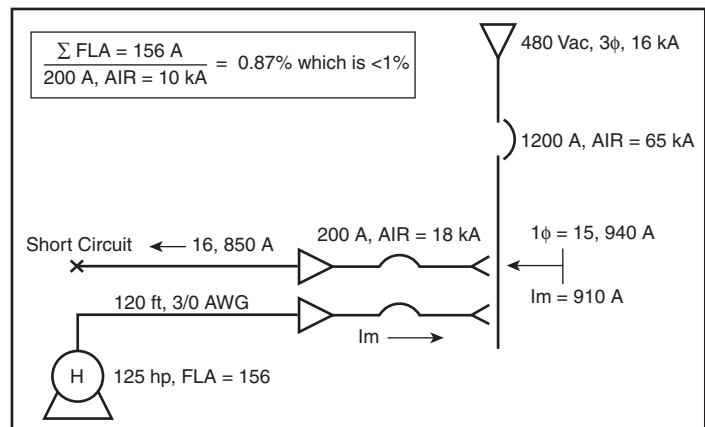 ∑ FLA = 156 A
200 A, AIR = 10 kA
= 0.87% which is <1%
480 Vac, 3ϕ, 16 kA
1200 A, AIR = 65 kA
Short Circuit
16, 850 A
200 A, AIR = 18 kA
1ϕ = 15, 940 A
Im = 910 A
120 ft, 3/0 AWG
Im
H
125 hp, FLA = 156